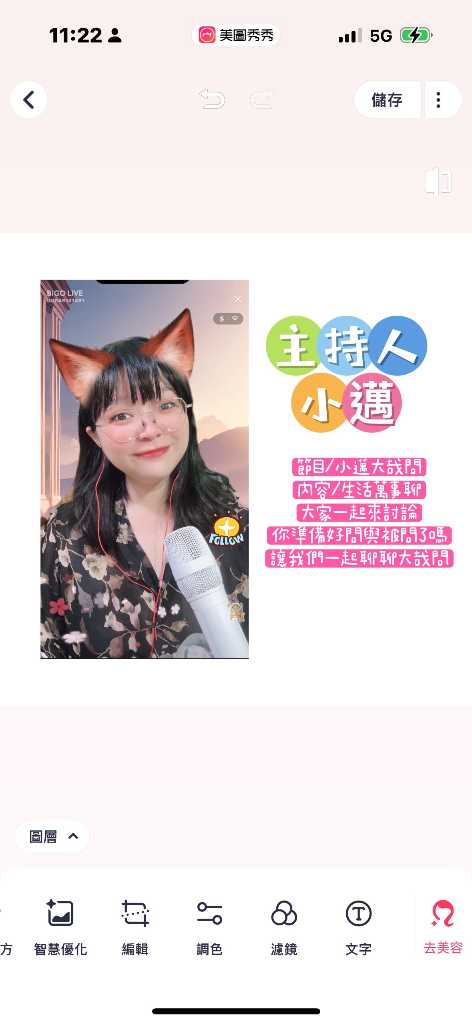 11:22
美圖秀秀
5G
儲存
BIGO LIVE
主持人
小邁
節目/小邁大哉問
內容/生活萬事聊
大家一起來討論
你準備好問與被問了嗎
讓我們一起聊聊大哉問
FOLLOW
圖層
方
智慧優化
編輯
調色
濾鏡
文字
去美容